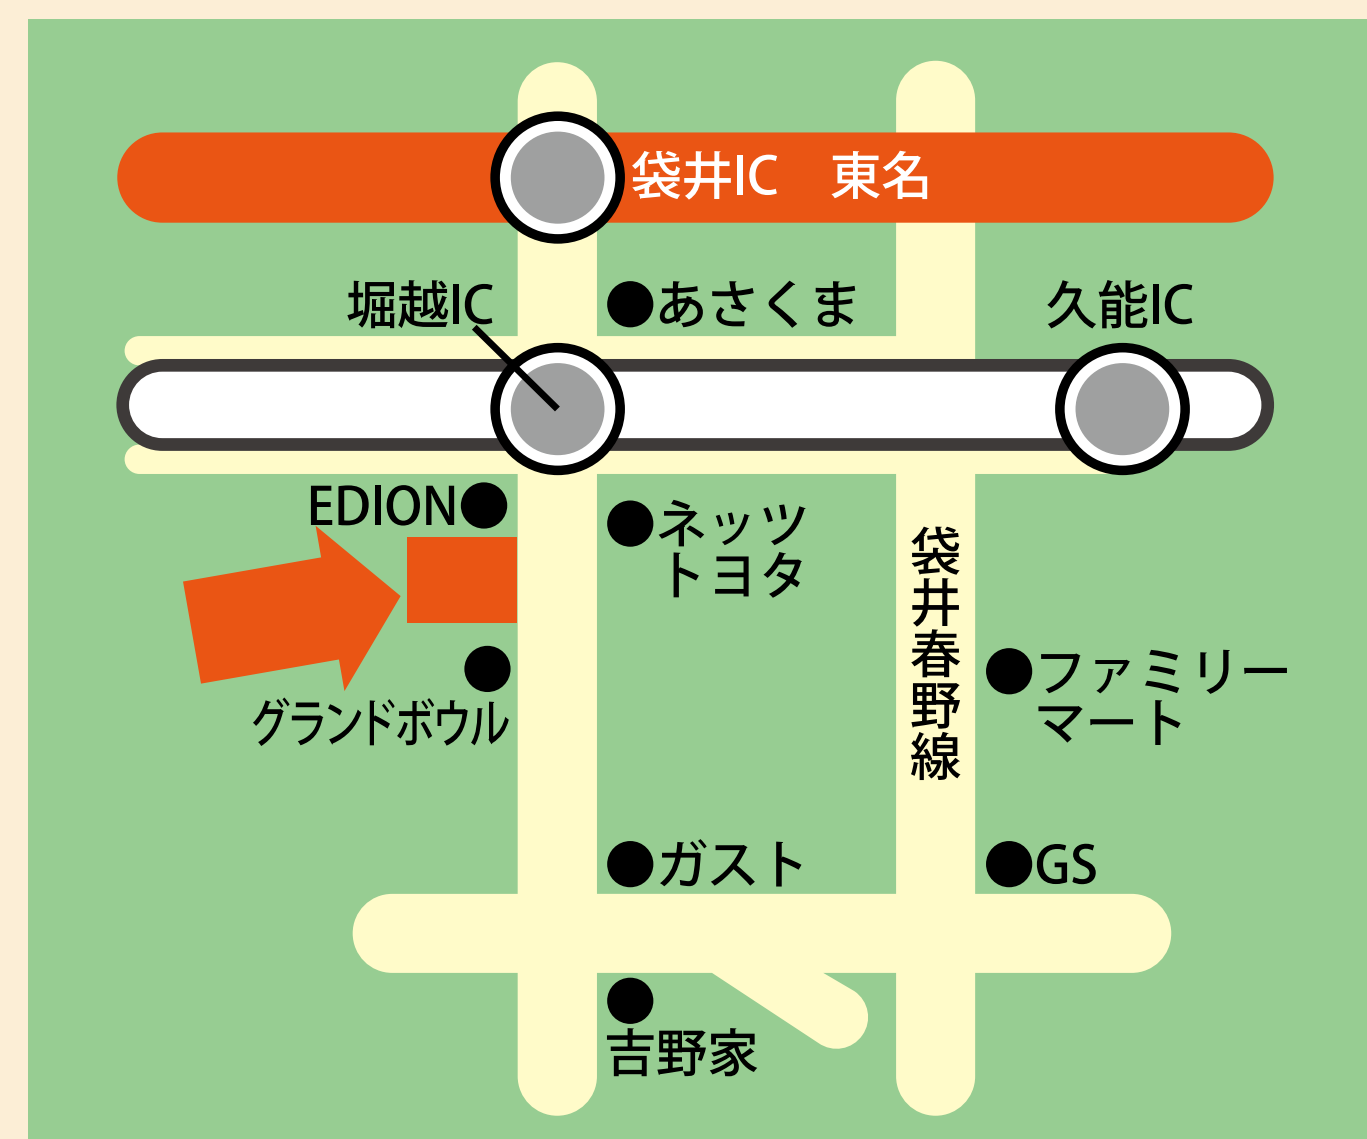 袋井IC　東名
堀越IC
あさくま
久能IC
EDION
ネッツ
トヨタ
袋井春野線
ファミリー
マート
グランドボウル
ガスト
GS
吉野家